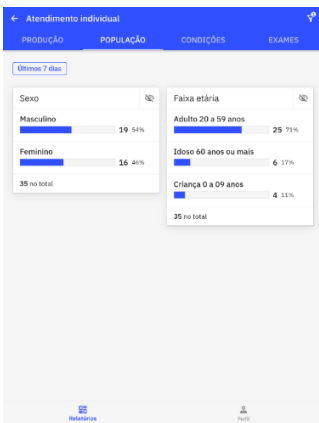 Atendimento individual
PRODUÇÃO POPULAÇÃO CONDIÇÕES EXAMES
Últimos 7 dias
Sexo
Masculino
19 54%
Feminino
16 46%
35 no total
Faixa etária
Adulto 20 a 59 anos
25 71%
Idoso 60 anos ou mais
6 17%
Criança 0 a 09 anos
4 11%
35 no total
Relatórios Perfil